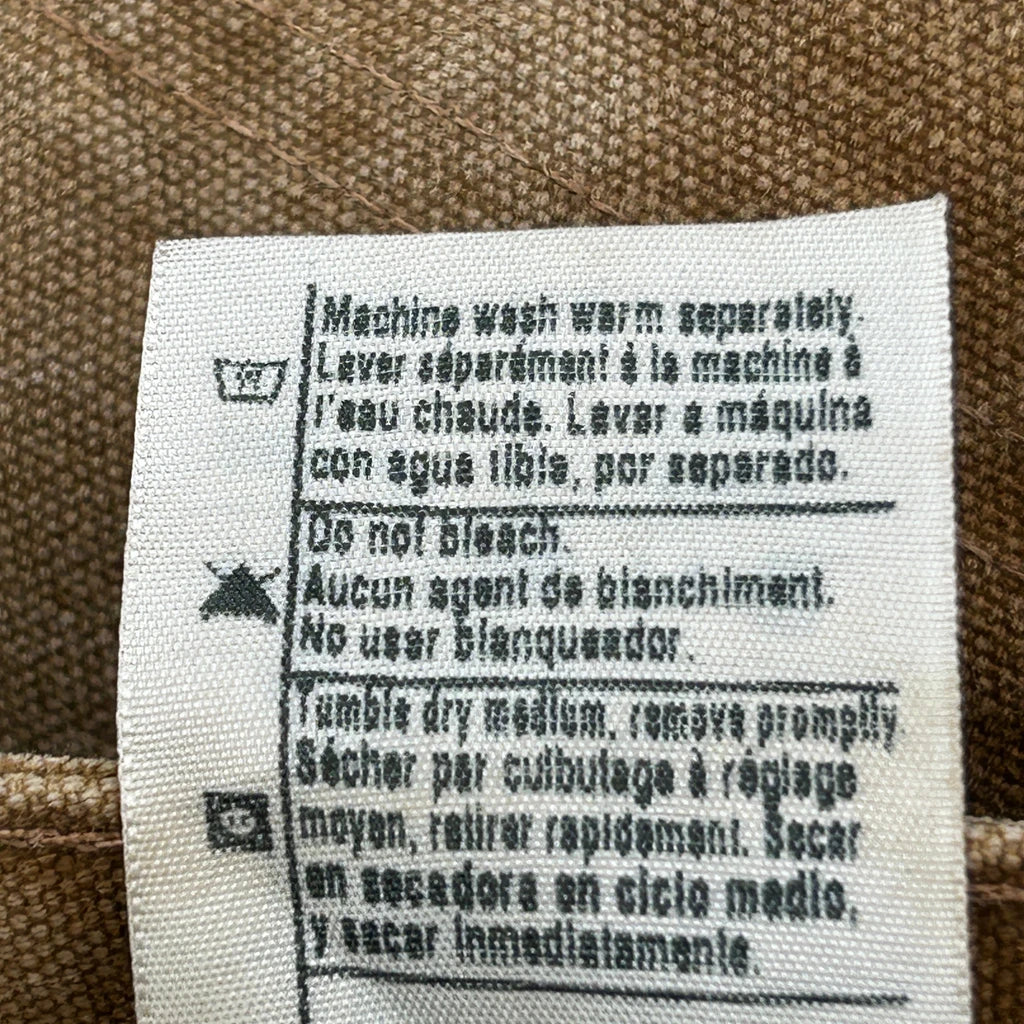 Machine wash warm separately.
Laver séparément à la machine à
l'eau chaude. Lavar a máquina
con agua tibia, por separado.
Do not bleach.
Aucun agent de blanchiment.
No usar blanqueador.
Tumble dry medium, remove promptly
Sécher par culbutage à réglage
moyen, retirer rapidement. Secar
en secadora en ciclo medio,
y sacar inmediatamente.